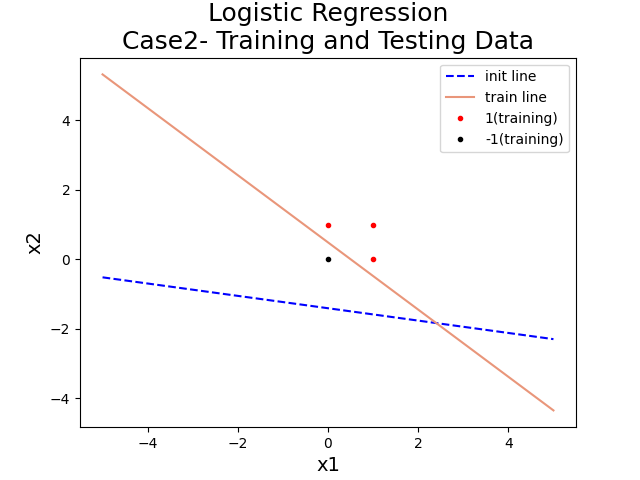 Logistic Regression
Case2- Training and Testing Data
init line
train line
1(training)
-1(training)
x2
4
2
0
−2
−4
−4
−2
0
2
4
x1